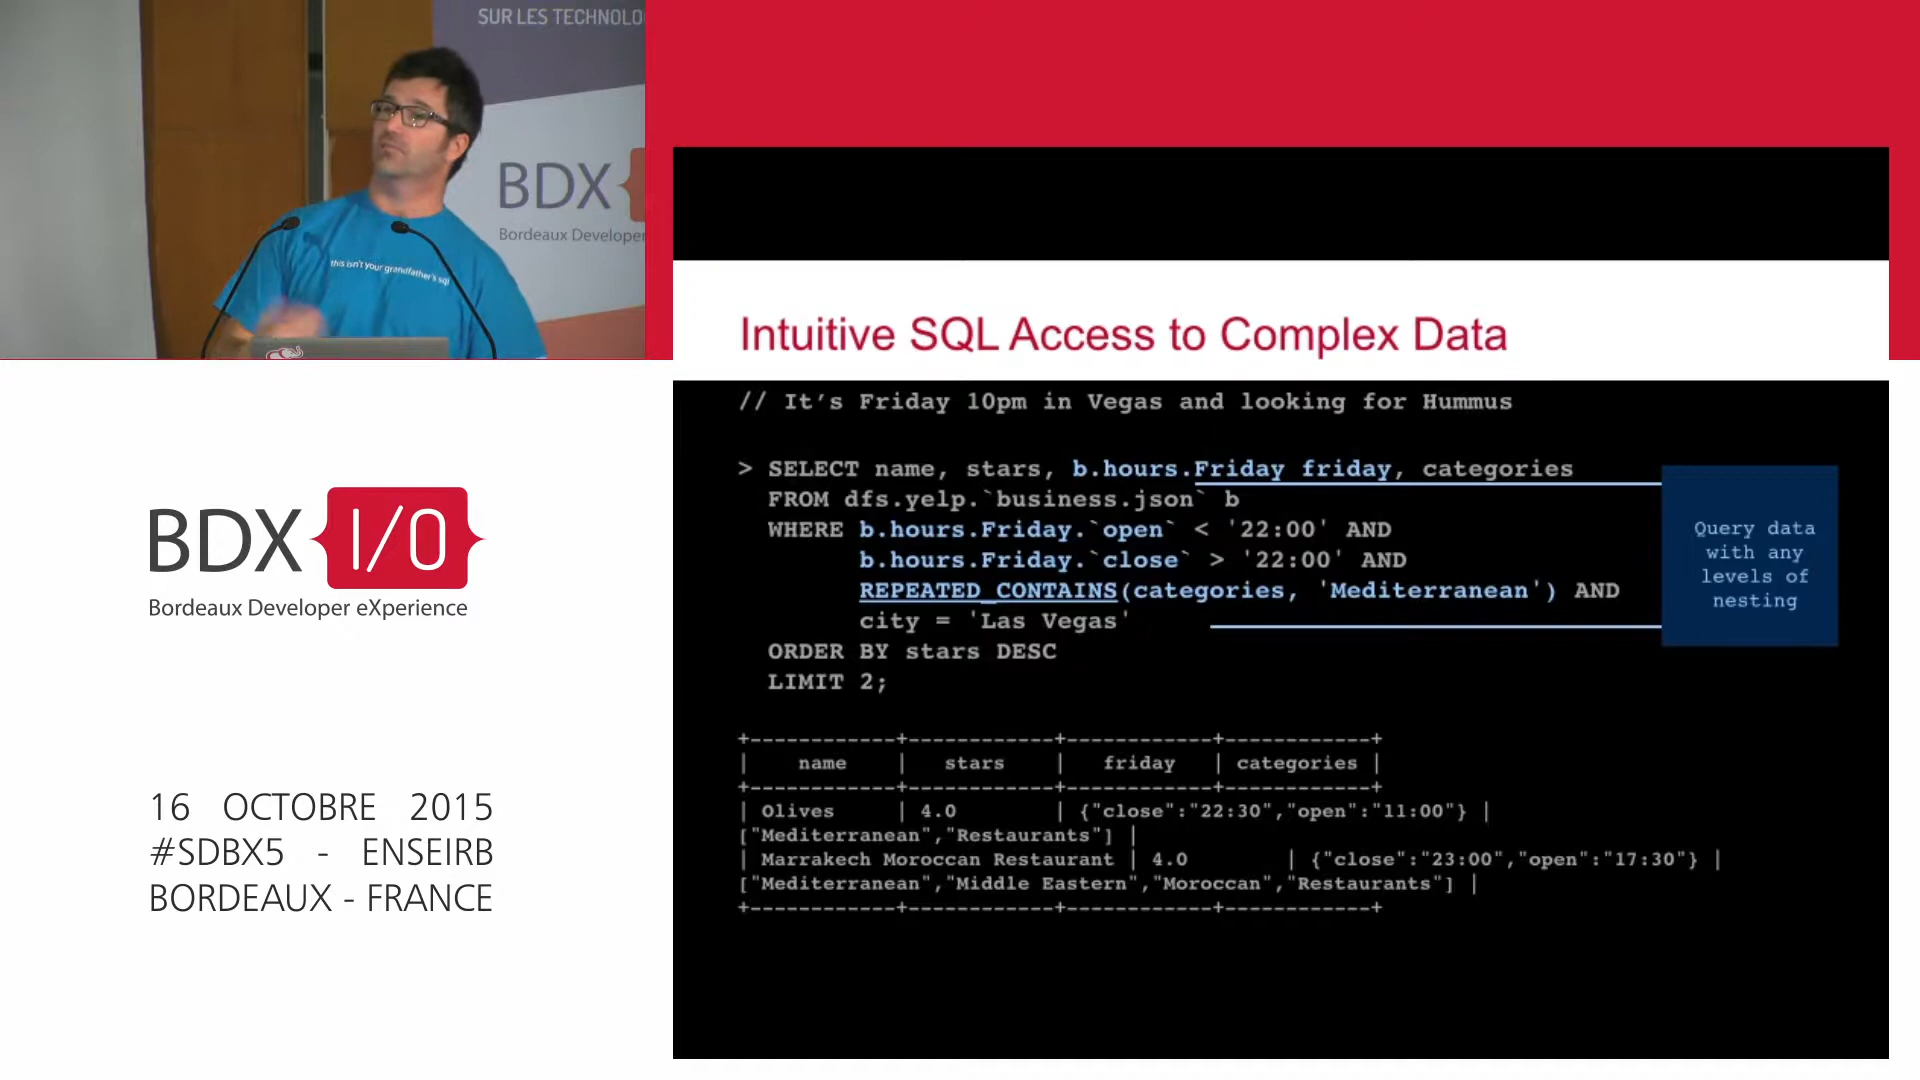 SUR LES TECHNOLO
BDX
Bordeaux Developer
this isn't your grandfather's sql
BDX I/O
Bordeaux Developer eXperience
16 OCTOBRE 2015
#SDBX5 - ENSEIRB
BORDEAUX - FRANCE
Intuitive SQL Access to Complex Data
// It’s Friday 10pm in Vegas and looking for Hummus
> SELECT name, stars, b.hours.Friday friday, categories
FROM dfs.yelp.`business.json` b
WHERE b.hours.Friday.`open` < '22:00' AND
b.hours.Friday.`close` > '22:00' AND
REPEATED_CONTAINS(categories, 'Mediterranean') AND
city = 'Las Vegas'
ORDER BY stars DESC
LIMIT 2;
Query data
with any
levels of
nesting
+------------+------------+------------+------------+
| name | stars | friday | categories |
+------------+------------+------------+------------+
| Olives | 4.0 | {"close":"22:30","open":"11:00"} |
["Mediterranean","Restaurants"] |
| Marrakech Moroccan Restaurant | 4.0 | {"close":"23:00","open":"17:30"} |
["Mediterranean","Middle Eastern","Moroccan","Restaurants"] |
+------------+------------+------------+------------+